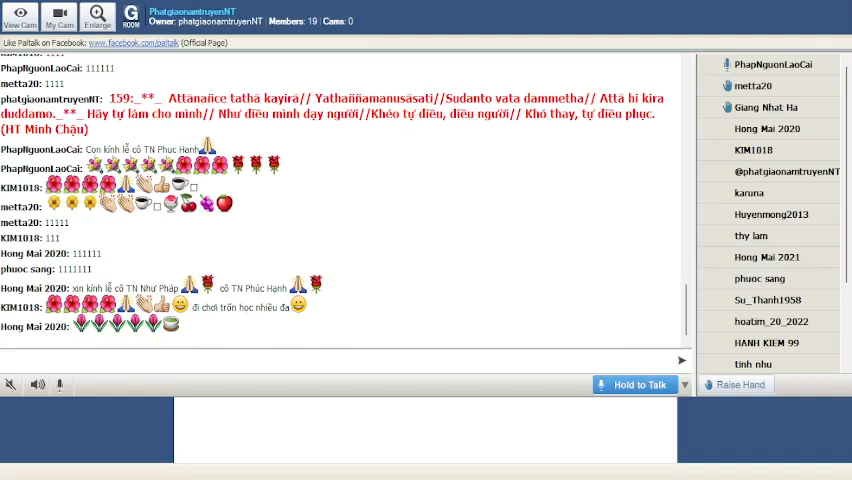 View Cam
My Cam
Enlarge
G
ROOM
PhatgiaonamtruyenNT
Owner: phatgiaonamtruyenNT | Members: 19 | Cams: 0
Like Paltalk on Facebook: www.facebook.com/paltalk (Official Page)
PhapNguonLaoCai: 111111
metta20: 1111
phatgiaonamtruyenNT: 159:_**_ Attānañce tathā kayirā// Yathaññamanusāsati//Sudanto vata dammetha// Attā hi kira
duddamo._**_ Hãy tự làm cho mình// Như điều mình dạy người//Khéo tự điều, điều người// Khó thay, tự điều phục.
(HT Minh Châu)
PhapNguonLaoCai: Con kính lễ cô TN Phuc Hạnh
PhapNguonLaoCai:
KIM1018:
metta20:
metta20: 11111
KIM1018: 111
Hong Mai 2020: 111111
phuoc sang: 1111111
Hong Mai 2020: xin kính lễ cô TN Như Pháp cô TN Phúc Hạnh
KIM1018: đi chơi trốn học nhiều đa
Hong Mai 2020:
Hold to Talk
PhapNguonLaoCai
metta20
Giang Nhat Ha
Hong Mai 2020
KIM1018
@phatgiaonamtruyenNT
karuna
Huyenmong2013
thy lam
Hong Mai 2021
phuoc sang
Su_Thanh1958
hoatim_20_2022
HANH KIEM 99
tinh nhu
Raise Hand